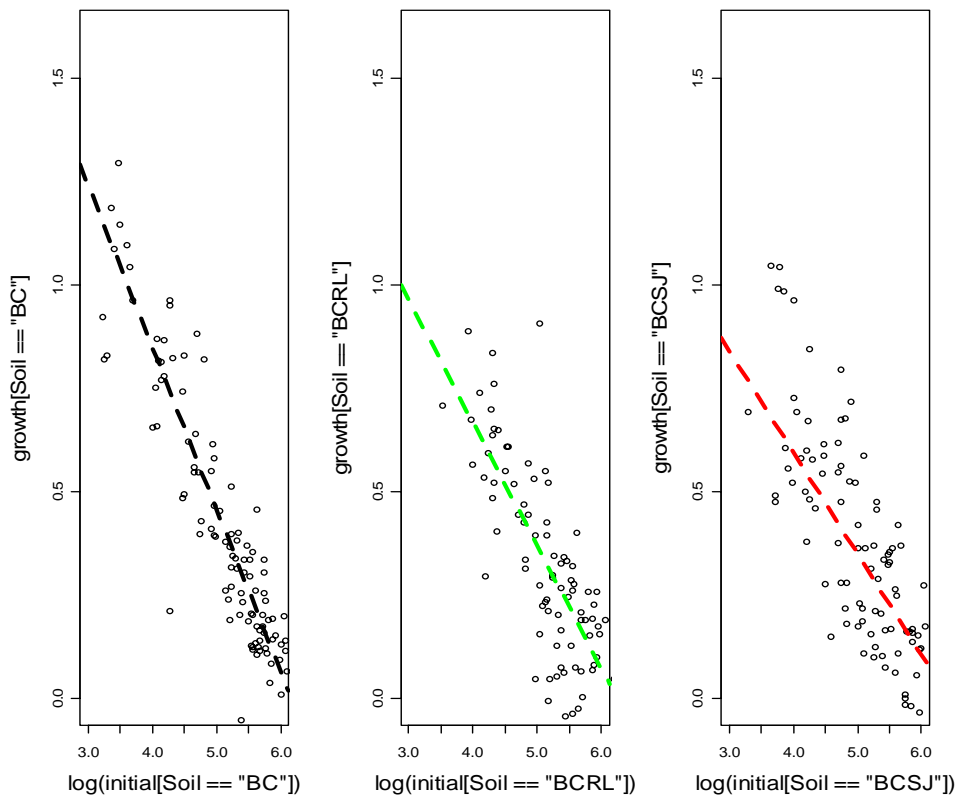 growth[Soil == "BC"]
1.5
1.0
0.5
0.0
3.0 4.0 5.0 6.0
log(initial[Soil == "BC"])
growth[Soil == "BCRL"]
1.5
1.0
0.5
0.0
3.0 4.0 5.0 6.0
log(initial[Soil == "BCRL"])
growth[Soil == "BCSJ"]
1.5
1.0
0.5
0.0
3.0 4.0 5.0 6.0
log(initial[Soil == "BCSJ"])